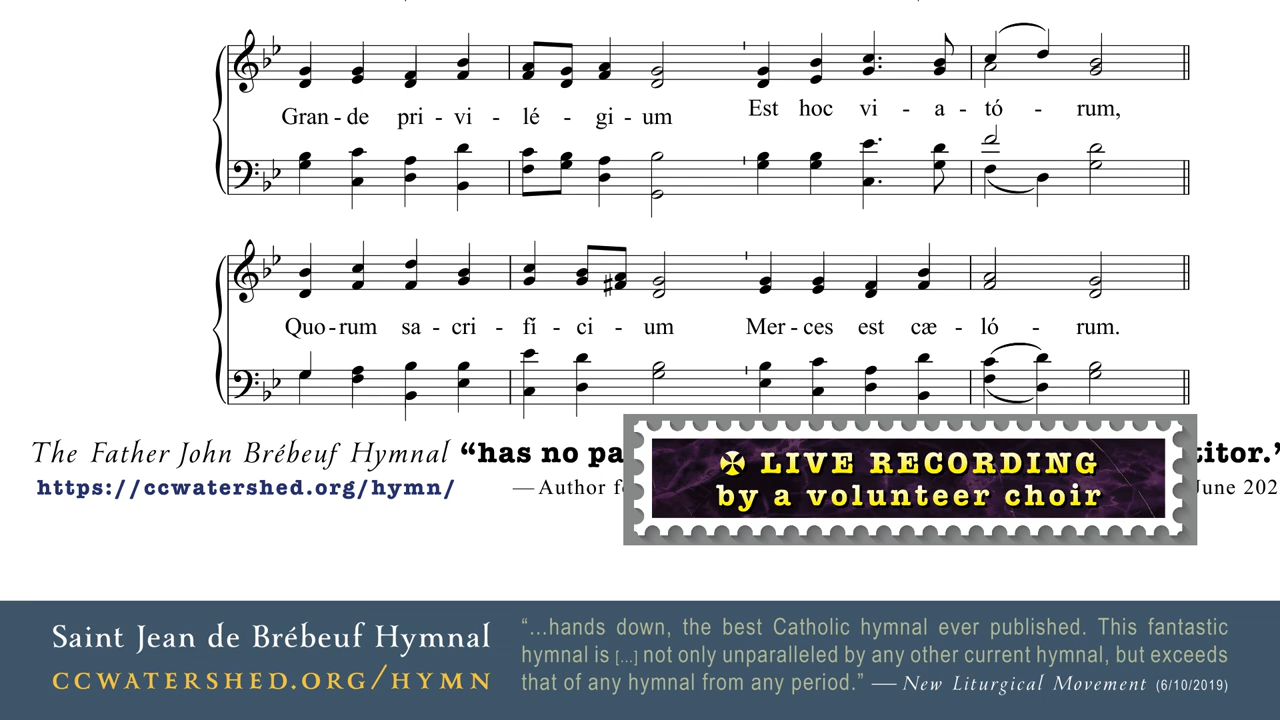 Gran - de pri - vi - lé - gi - um Est hoc vi - a - tó - rum,
Quo - rum sa - cri - fí - ci - um Mer - ces est cæ - ló - rum.
The Father John Brébeuf Hymnal “has no titor.”
https://ccwatershed.org/hymn/ — Author June
LIVE RECORDING
by a volunteer choir
Saint Jean de Brébeuf Hymnal
CCWATERSHED.ORG/HYMN
“…hands down, the best Catholic hymnal ever published. This fantastic
hymnal is [...] not only unparalleled by any other current hymnal, but exceeds
that of any hymnal from any period.” — New Liturgical Movement (6/10/2019)